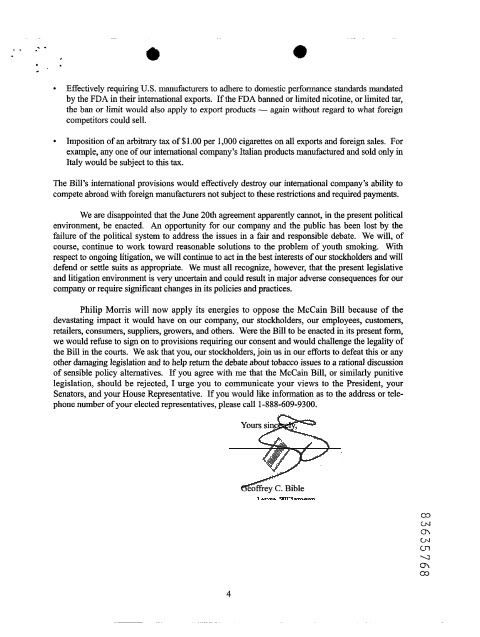 • Effectively requiring U.S. manufacturers to adhere to domestic performance standards mandated
by the FDA in their international exports. If the FDA banned or limited nicotine, or limited tar,
the ban or limit would also apply to export products — again without regard to what foreign
competitors could sell.
• Imposition of an arbitrary tax of $1.00 per 1,000 cigarettes on all exports and foreign sales. For
example, any one of our international company's Italian products manufactured and sold only in
Italy would be subject to this tax.
The Bill's international provisions would effectively destroy our international company's ability to
compete abroad with foreign manufacturers not subject to these restrictions and required payments.
We are disappointed that the June 20th agreement apparently cannot, in the present political
environment, be enacted. An opportunity for our company and the public has been lost by the
failure of the political system to address the issues in a fair and responsible debate. We will, of
course, continue to work toward reasonable solutions to the problem of youth smoking. With
respect to ongoing litigation, we will continue to act in the best interests of our stockholders and will
defend or settle suits as appropriate. We must all recognize, however, that the present legislative
and litigation environment is very uncertain and could result in major adverse consequences for our
company or require significant changes in its policies and practices.
Philip Morris will now apply its energies to oppose the McCain Bill because of the
devastating impact it would have on our company, our stockholders, our employees, customers,
retailers, consumers, suppliers, growers, and others. Were the Bill to be enacted in its present form,
we would refuse to sign on to provisions requiring our consent and would challenge the legality of
the Bill in the courts. We ask that you, our stockholders, join us in our efforts to defeat this or any
other damaging legislation and to help return the debate about tobacco issues to a rational discussion
of sensible policy alternatives. If you agree with me that the McCain Bill, or similarly punitive
legislation, should be rejected, I urge you to communicate your views to the President, your
Senators, and your House Representative. If you would like information as to the address or tele-
phone number of your elected representatives, please call 1-888-609-9300.
Yours sincerely,
Geoffrey C. Bible
83635768
4